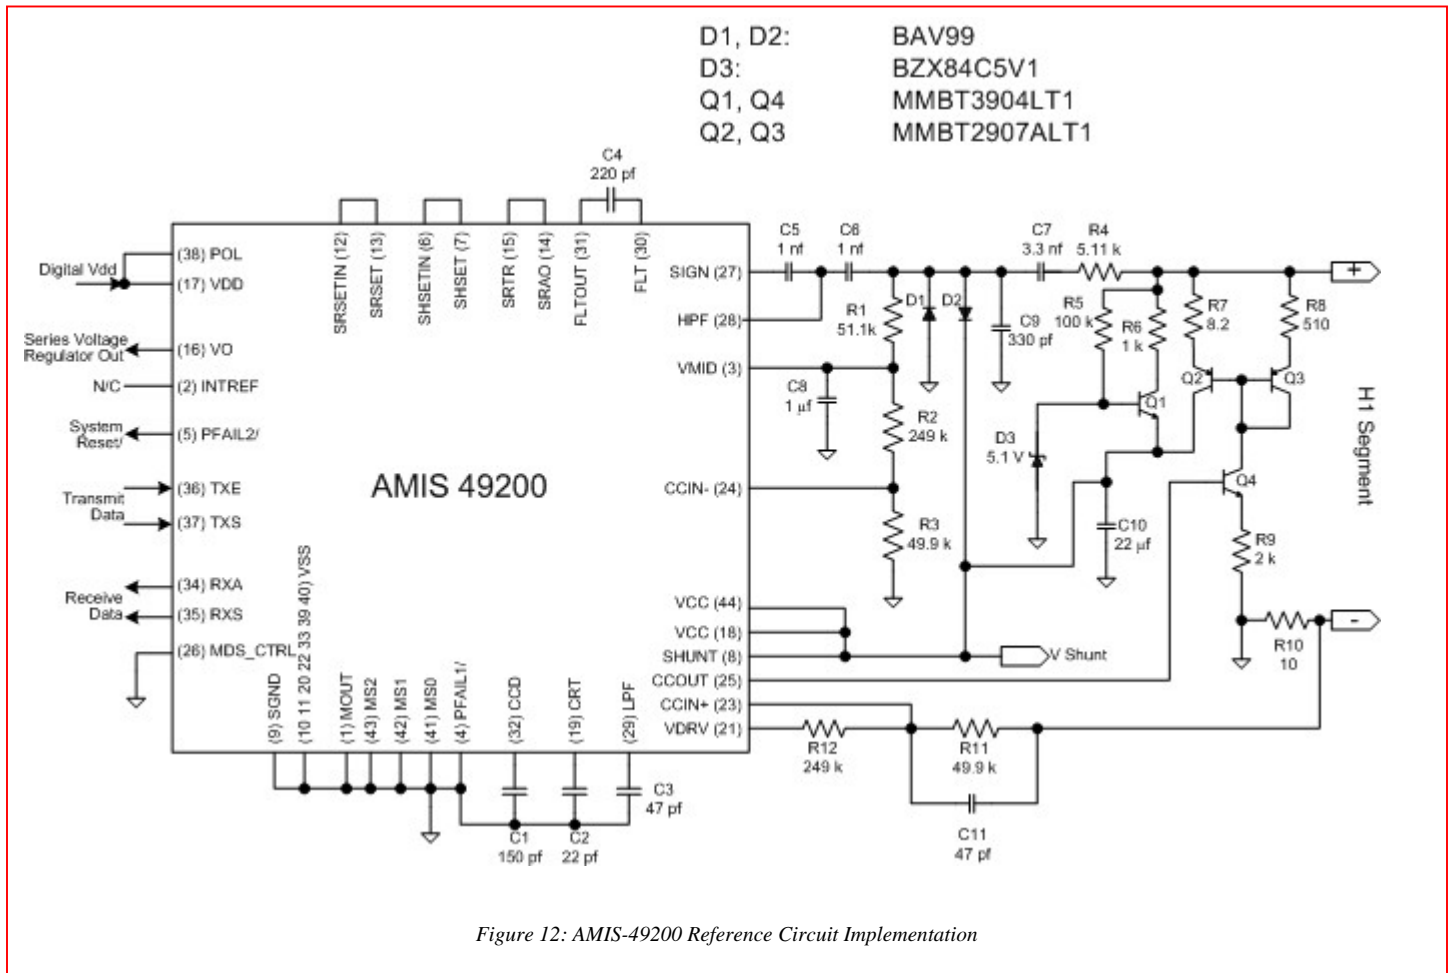 D1, D2: BAV99
D3: BZX84C5V1
Q1, Q4 MMBT3904LT1
Q2, Q3 MMBT2907ALT1
C4
220 pf
SRSETIN (12)
SRSET (13)
SHSETIN (6)
SHSET (7)
SRTR (15)
SRAO (14)
FLTOUT (31)
FLT (30)
Digital Vdd
(38) POL
(17) VDD
Series Voltage
Regulator Out
(16) VO
N/C
(2) INTREF
System
Reset/
(5) PFAIL2/
Transmit
Data
(36) TXE
(37) TXS
Receive
Data
(34) RXA
(35) RXS
(26) MDS_CTRL
AMIS 49200
(9) SGND
(10 11 20 22 33 39 40) VSS
(1) MOUT
(43) MS2
(42) MS1
(41) MS0
(4) PFAIL1/
(32) CCD
(19) CRT
(29) LPF
C1
150 pf
C2
22 pf
C3
47 pf
SIGN (27)
HPF (28)
VMID (3)
CCIN- (24)
VCC (44)
VCC (18)
SHUNT (8)
CCOUT (25)
CCIN+ (23)
VDRV (21)
C5
1 nf
C6
1 nf
C7
3.3 nf
R4
5.11 k
R1
51.1k
D1
D2
C9
330 pf
R5
100 k
R6
1 k
R7
8.2
R8
510
C8
1 µf
R2
249 k
R3
49.9 k
D3
5.1 V
Q1
Q2
Q3
Q4
C10
22 µf
R9
2 k
R10
10
+
-
H1 Segment
V Shunt
R12
249 k
R11
49.9 k
C11
47 pf
Figure 12: AMIS-49200 Reference Circuit Implementation